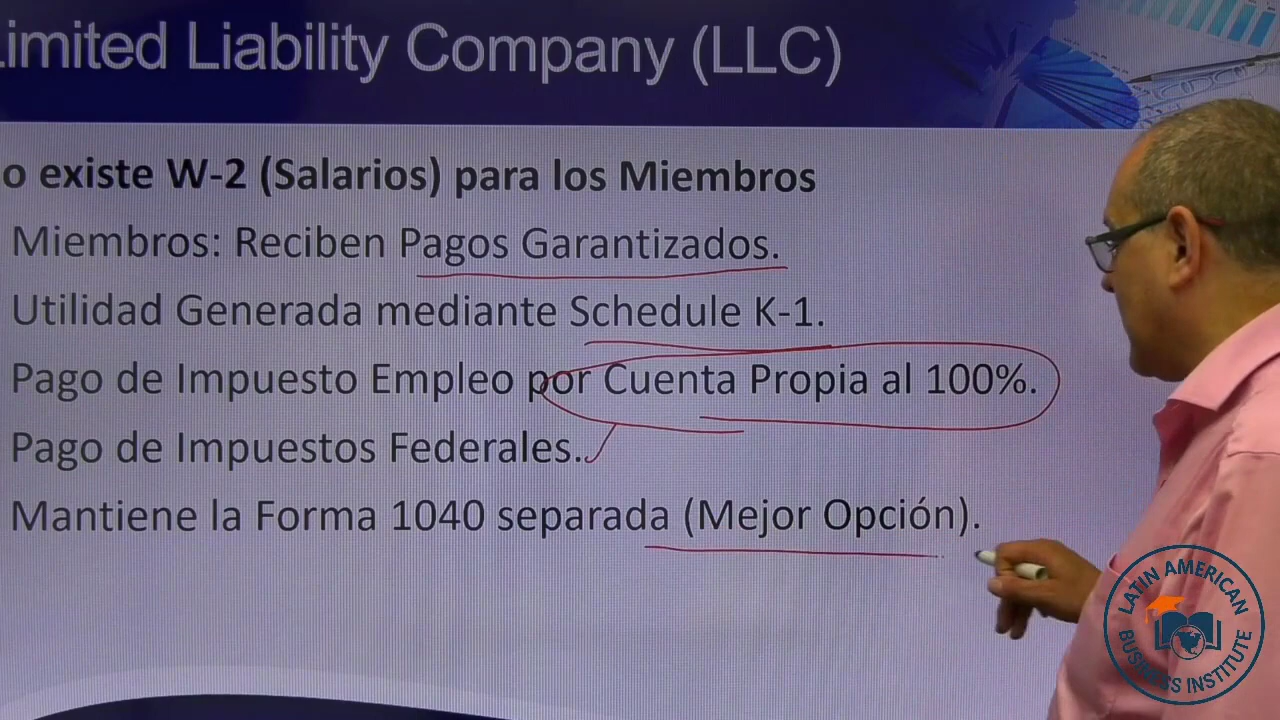 Limited Liability Company (LLC)
o existe W-2 (Salarios) para los Miembros
Miembros: Reciben Pagos Garantizados.
Utilidad Generada mediante Schedule K-1.
Pago de Impuesto Empleo por Cuenta Propia al 100%.
Pago de Impuestos Federales.
Mantiene la Forma 1040 separada (Mejor Opción).
LATIN AMERICAN
BUSINESS INSTITUTE